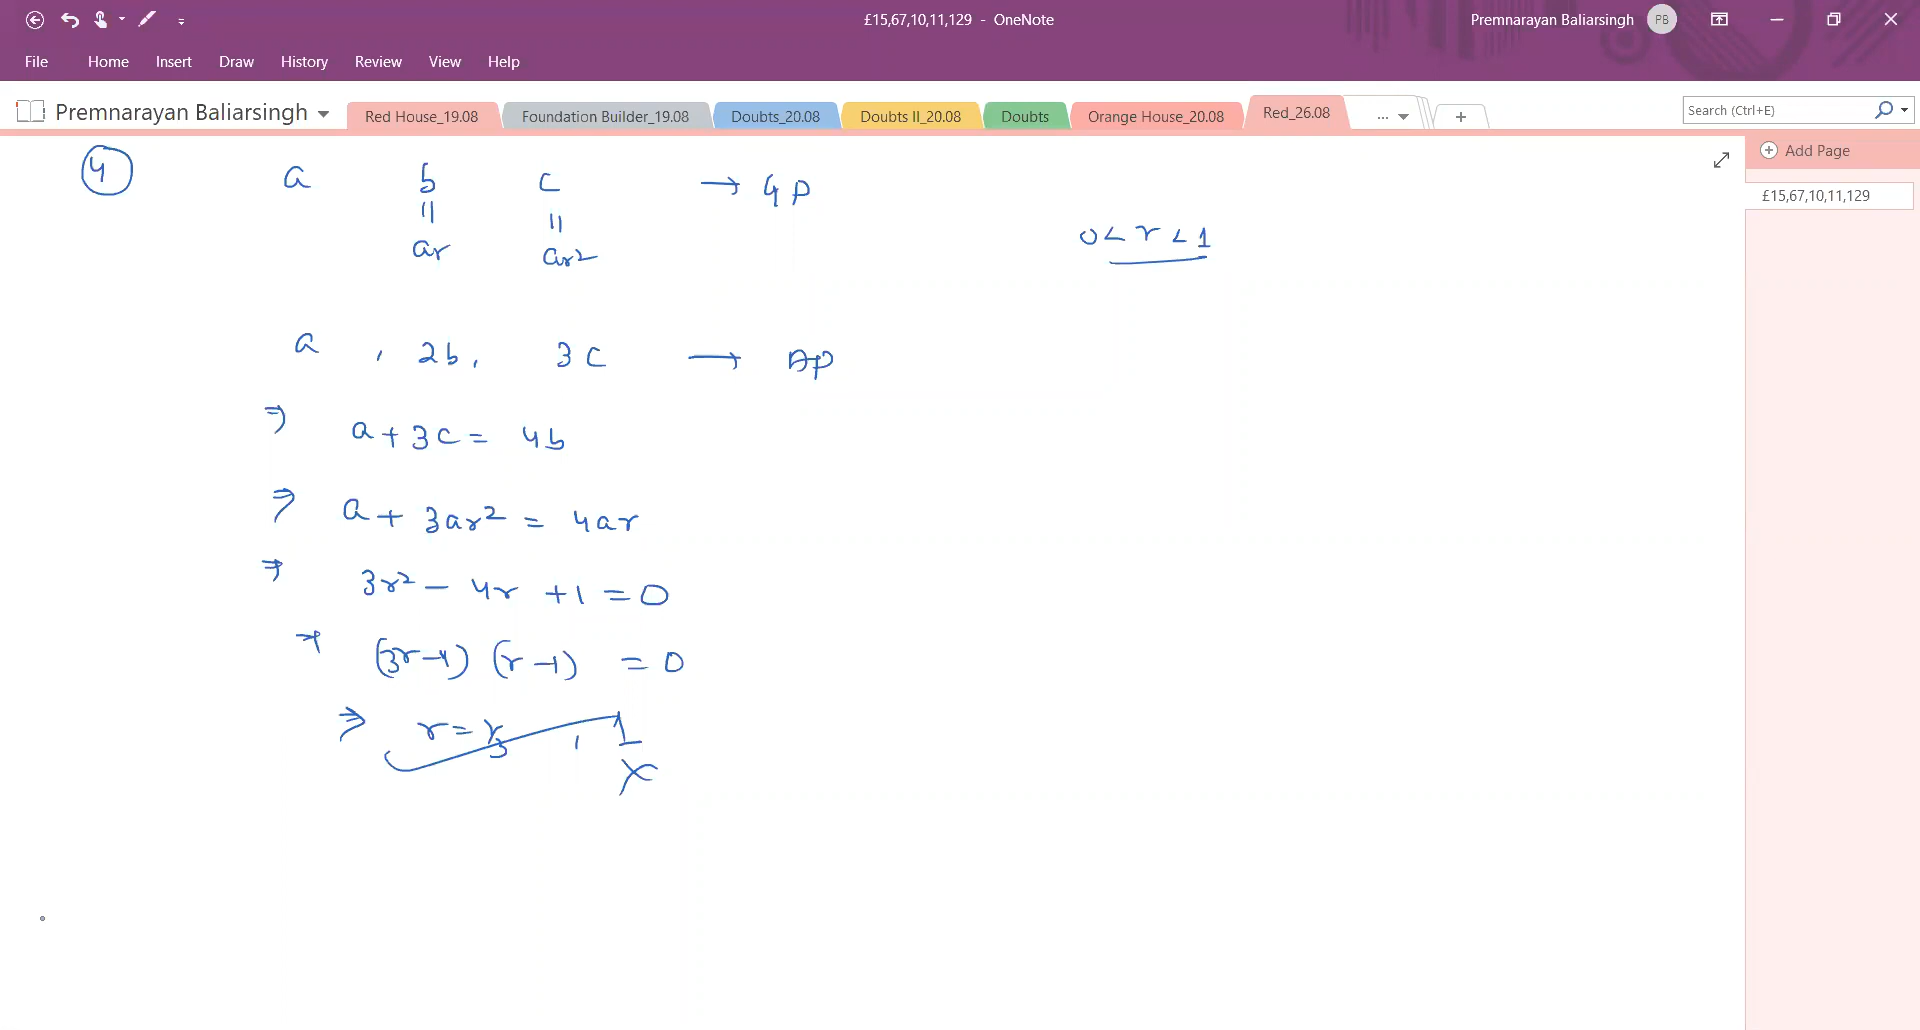 £15,67,10,11,129 - OneNote
Premnarayan Baliarsingh PB
File Home Insert Draw History Review View Help
Premnarayan Baliarsingh
Red House_19.08 Foundation Builder_19.08 Doubts_20.08 Doubts II_20.08 Doubts Orange House_20.08 Red_26.08 ... +
Search (Ctrl+E)
Add Page
£15,67,10,11,129
4 a b c → GP
= ar = ar²
0 < r < 1
a , 2b, 3c → AP
⇒ a + 3c = 4b
⇒ a + 3ar² = 4ar
⇒ 3r² - 4r + 1 = 0
⇒ (3r-1) (r-1) = 0
⇒ r = 1/3 , 1
×